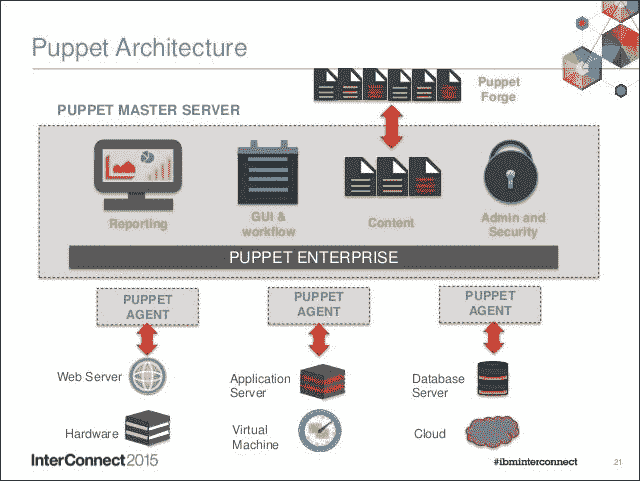 Puppet Architecture
Puppet
Forge
PUPPET MASTER SERVER
Reporting
GUI &
workflow
Content
Admin and
Security
PUPPET ENTERPRISE
PUPPET
AGENT
PUPPET
AGENT
PUPPET
AGENT
Web Server
Application
Server
Database
Server
Hardware
Virtual
Machine
Cloud
InterConnect2015
#ibminterconnect
21